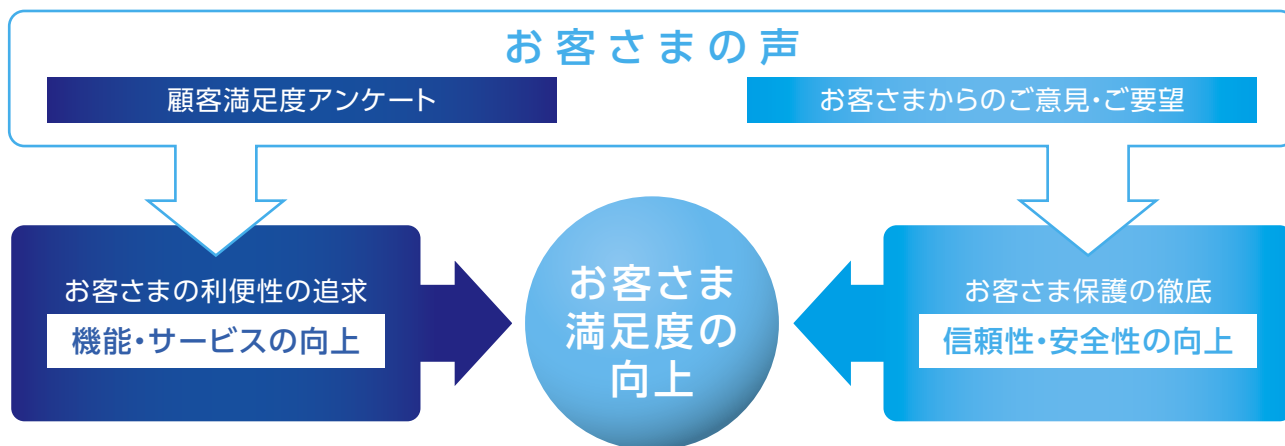 お客さまの声
顧客満足度アンケート
お客さまからのご意見・ご要望
お客さまの利便性の追求
機能・サービスの向上
お客さま
満足度の
向上
お客さま保護の徹底
信頼性・安全性の向上